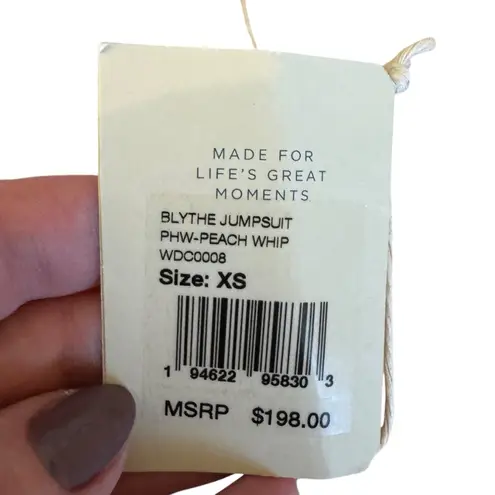 MADE FOR
LIFE'S GREAT
MOMENTS
BLYTHE JUMPSUIT
PHW-PEACH WHIP
WDC0008
Size: XS
1 94622 95830 3
MSRP $198.00